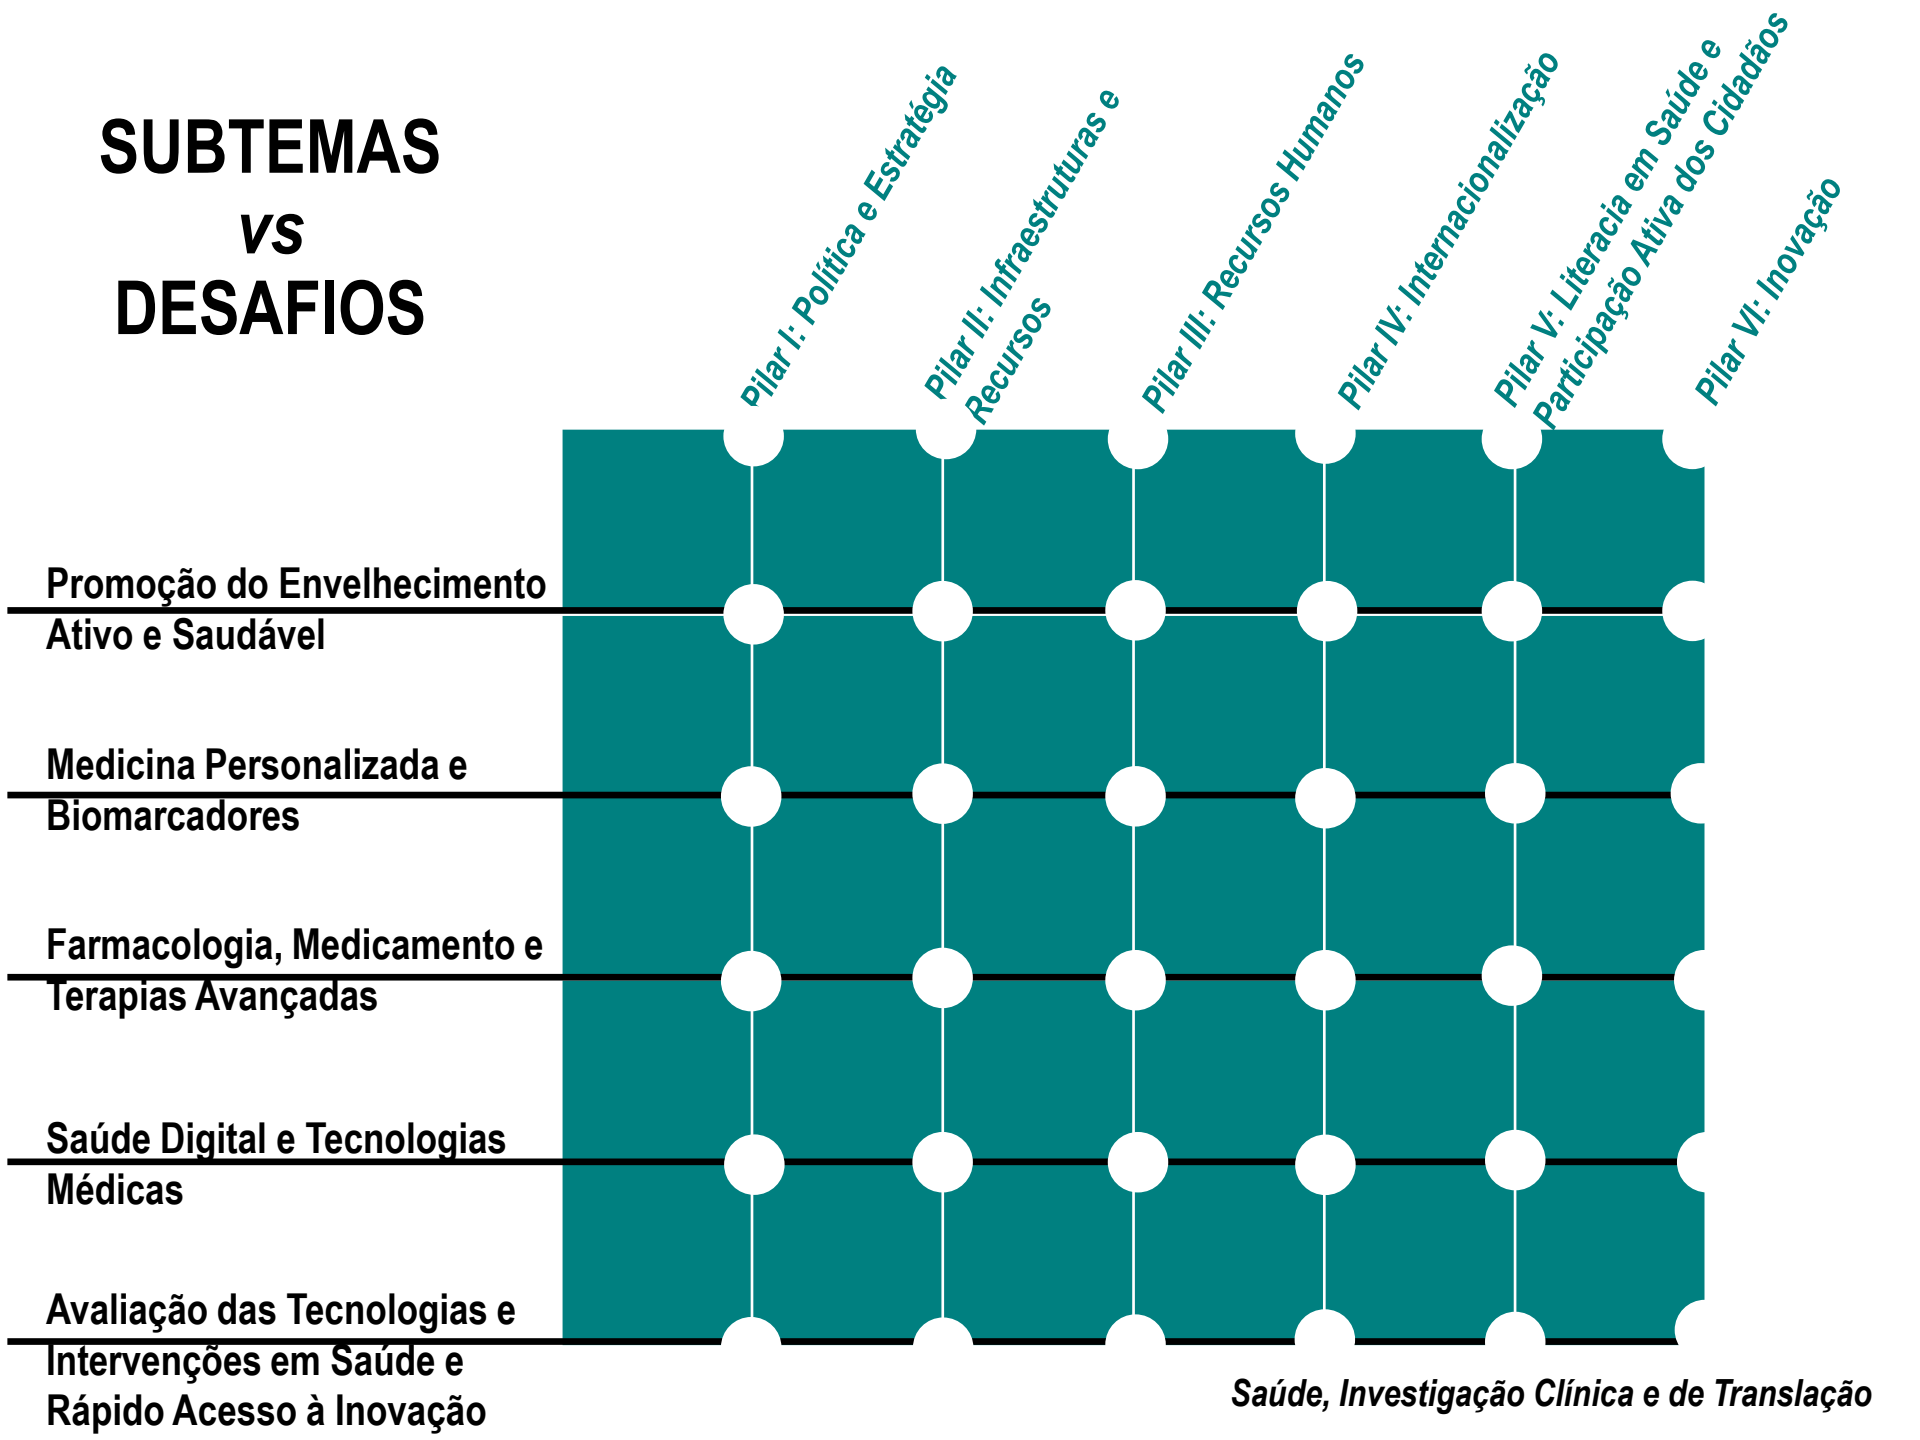 SUBTEMAS
vs
DESAFIOS
Pilar I: Política e Estratégia
Pilar II: Infraestruturas e
Recursos
Pilar III: Recursos Humanos
Pilar IV: Internacionalização
Pilar V: Literacia em Saúde e
Participação Ativa dos Cidadãos
Pilar VI: Inovação
Promoção do Envelhecimento
Ativo e Saudável
Medicina Personalizada e
Biomarcadores
Farmacologia, Medicamento e
Terapias Avançadas
Saúde Digital e Tecnologias
Médicas
Avaliação das Tecnologias e
Intervenções em Saúde e
Rápido Acesso à Inovação
Saúde, Investigação Clínica e de Translação